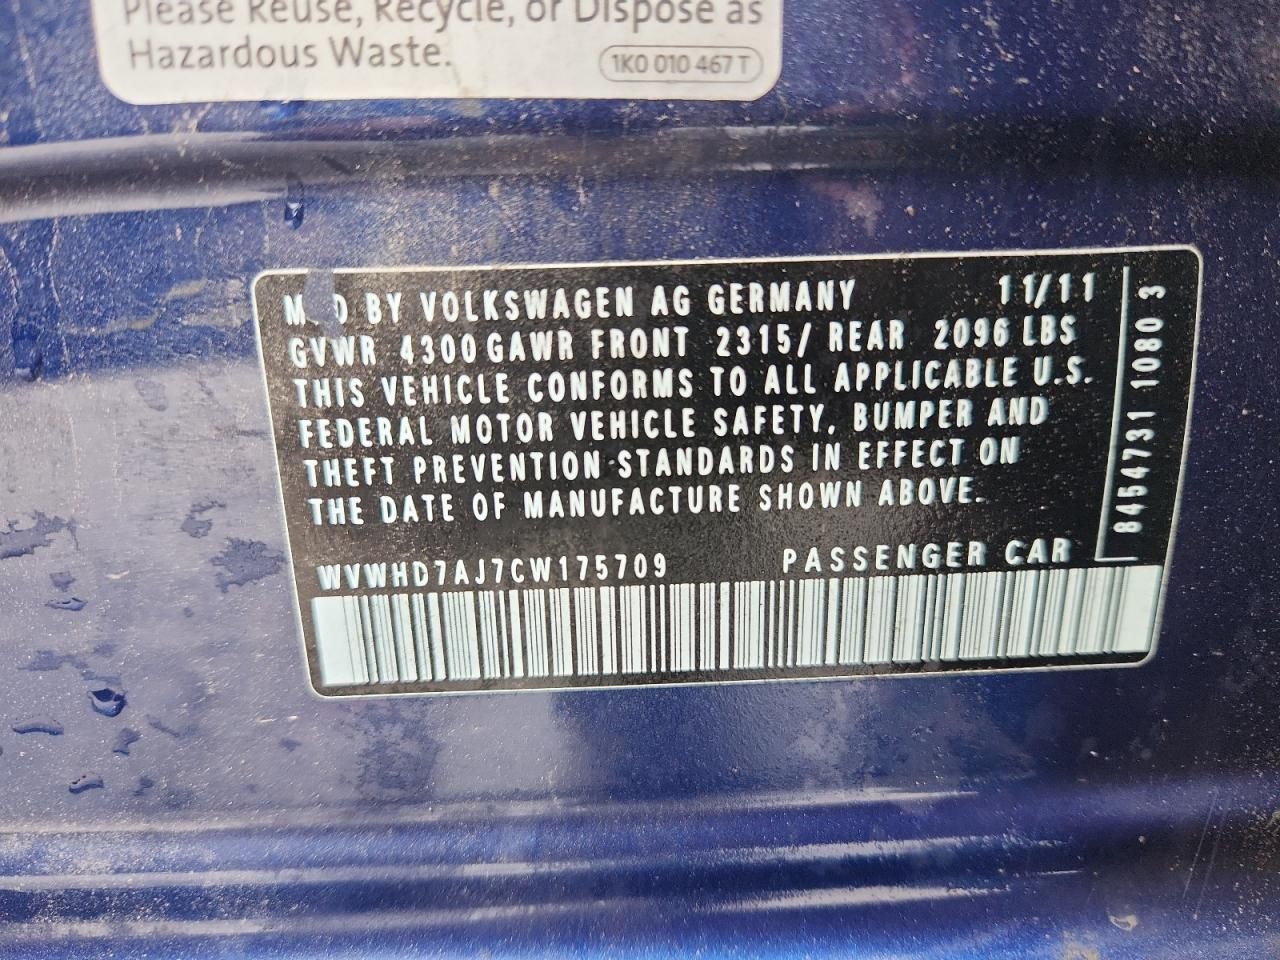 Please Reuse, Recycle, or Dispose as
Hazardous Waste.
1K0 010 467 T
BY VOLKSWAGEN AG GERMANY 11/11
GVWR 4300 GAWR FRONT 2315/ REAR 2096 LBS
THIS VEHICLE CONFORMS TO ALL APPLICABLE U.S.
FEDERAL MOTOR VEHICLE SAFETY, BUMPER AND
THEFT PREVENTION STANDARDS IN EFFECT ON
THE DATE OF MANUFACTURE SHOWN ABOVE.
WVWHD7AJ7CW175709 PASSENGER CAR
8454731 1080 3